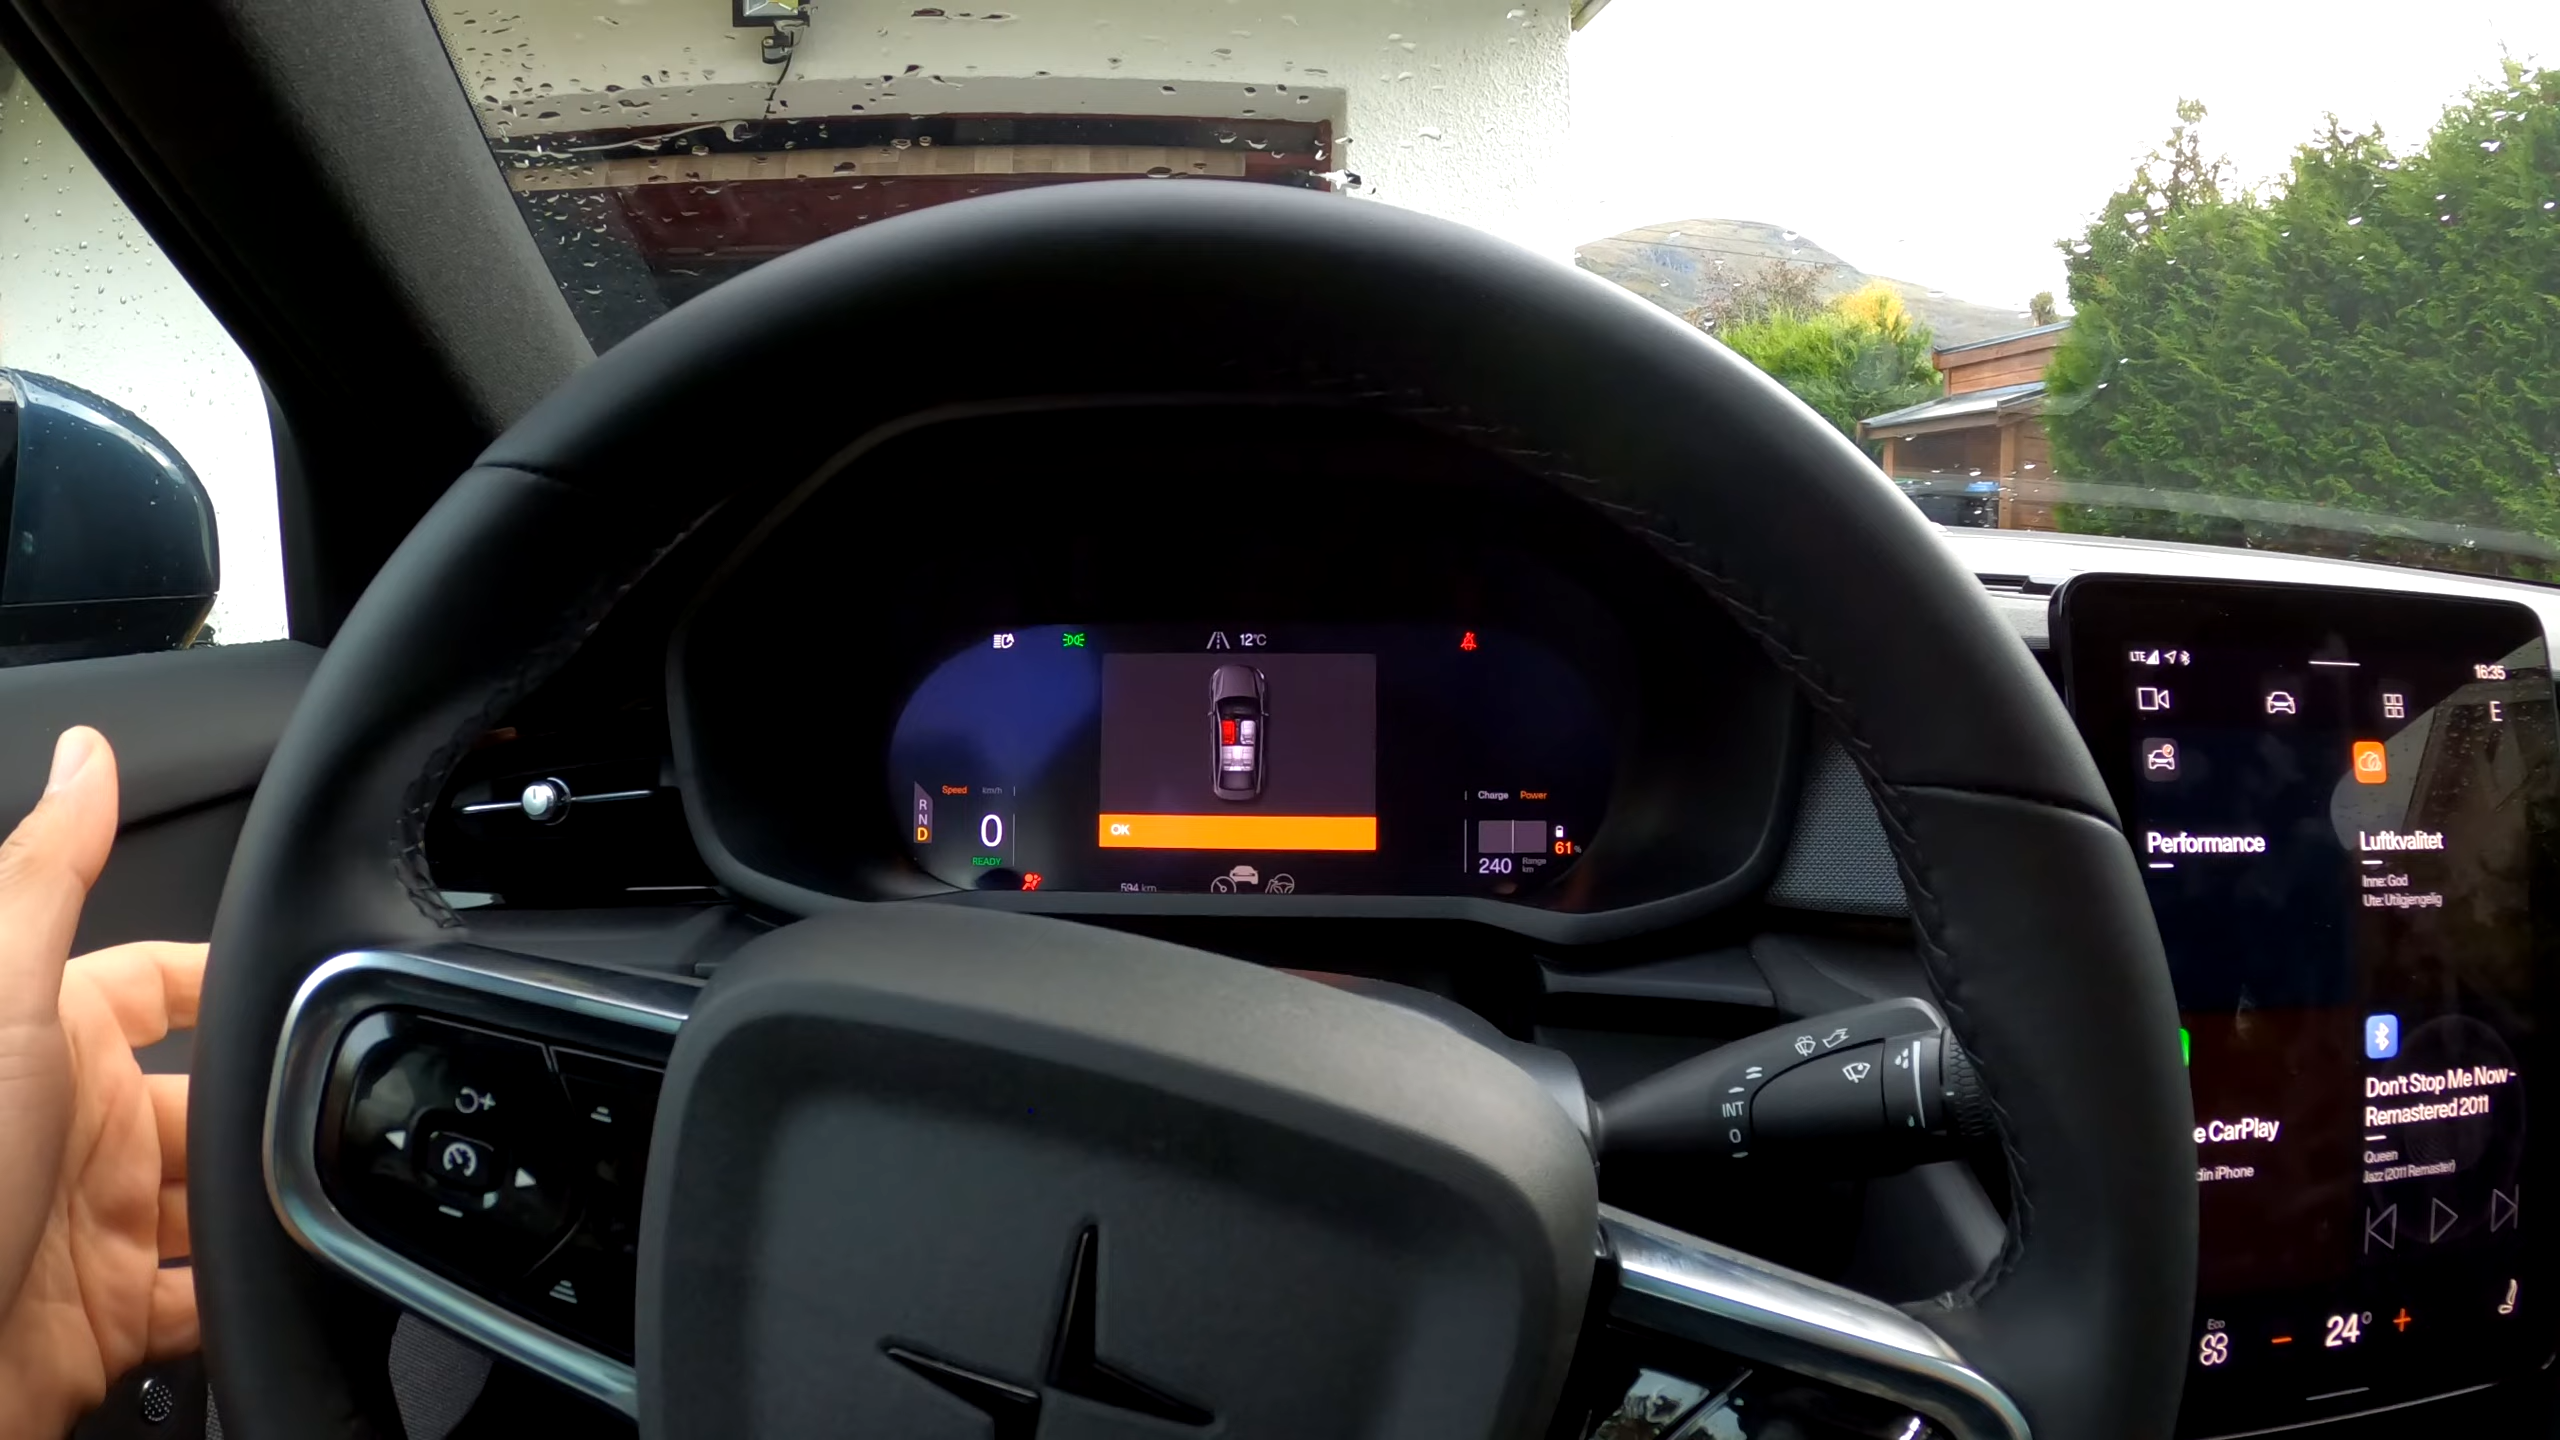 12°C
R
N
D
Speed km/h
0
READY
OK
594 km
Charge Power
61%
240 Range km
LTE
16:35
E
Performance
Luftkvalitet
Inne: God
Ute: Utilgjengelig
e CarPlay
din iPhone
Don't Stop Me Now -
Remastered 2011
Queen
Jazz (2011 Remaster)
Eco
24°
INT
0